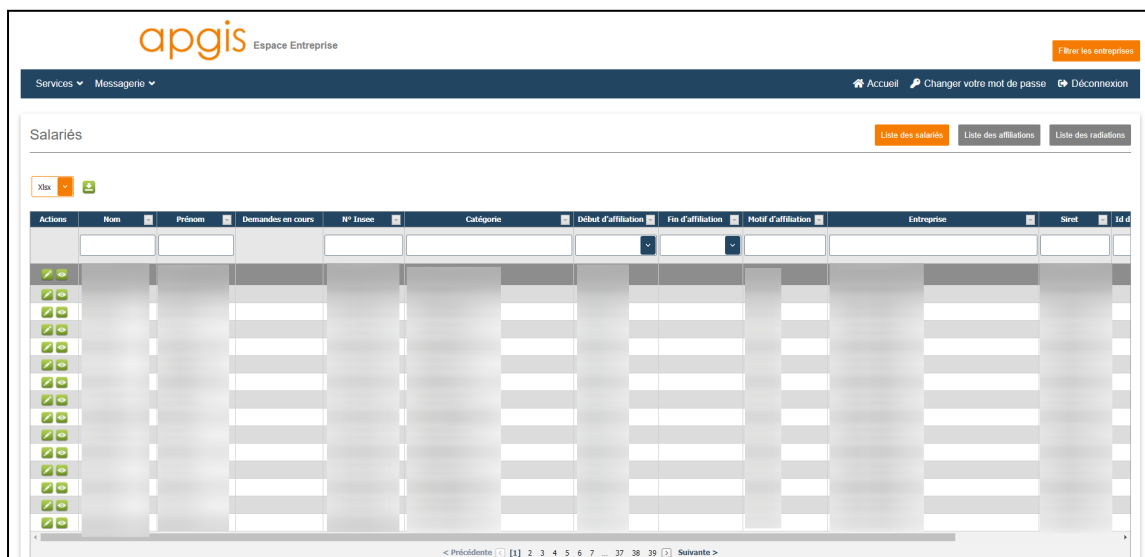 apgis Espace Entreprise
Filtrer les entreprises
Services Messagerie Accueil Changer votre mot de passe Déconnexion
Salariés Liste des salariés Liste des affiliations Liste des radiations
Xlsx
Actions Nom Prénom Demandes en cours N° Insee Catégorie Début d'affiliation Fin d'affiliation Motif d'affiliation Entreprise Siret Id d
< Précédente [1] 2 3 4 5 6 7 ... 37 38 39 Suivante >